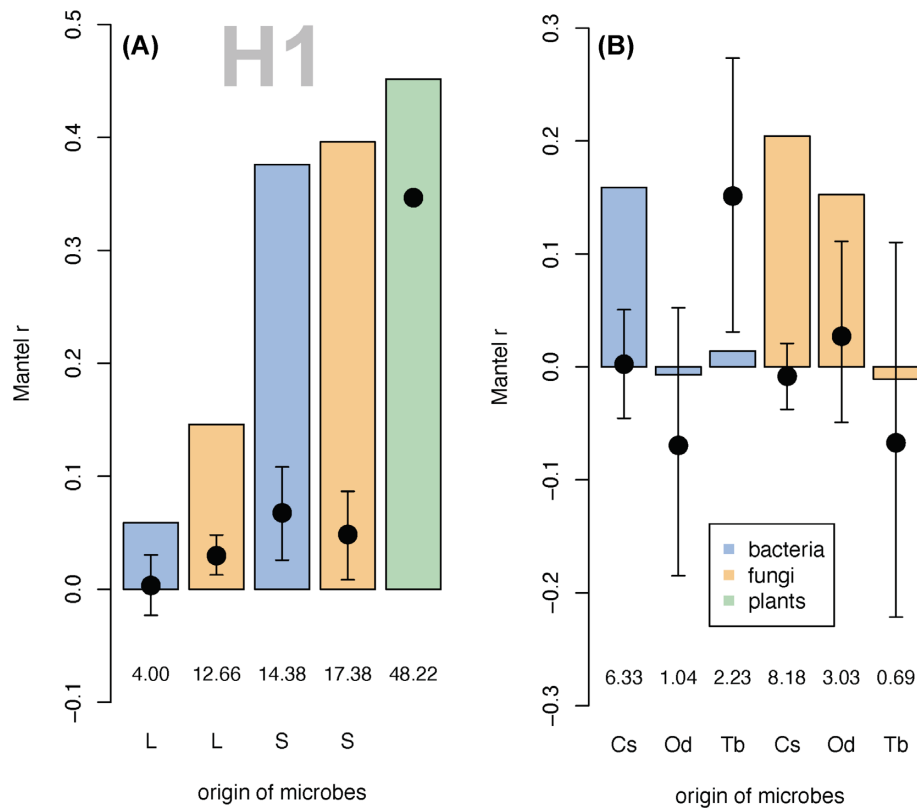 (A)
H1
0.5
0.4
0.3
0.2
0.1
0.0
−0.1
Mantel r
4.00 12.66 14.38 17.38 48.22
L L S S
origin of microbes
(B)
0.3
0.2
0.1
0.0
−0.1
−0.2
−0.3
Mantel r
bacteria
fungi
plants
6.33 1.04 2.23 8.18 3.03 0.69
Cs Od Tb Cs Od Tb
origin of microbes